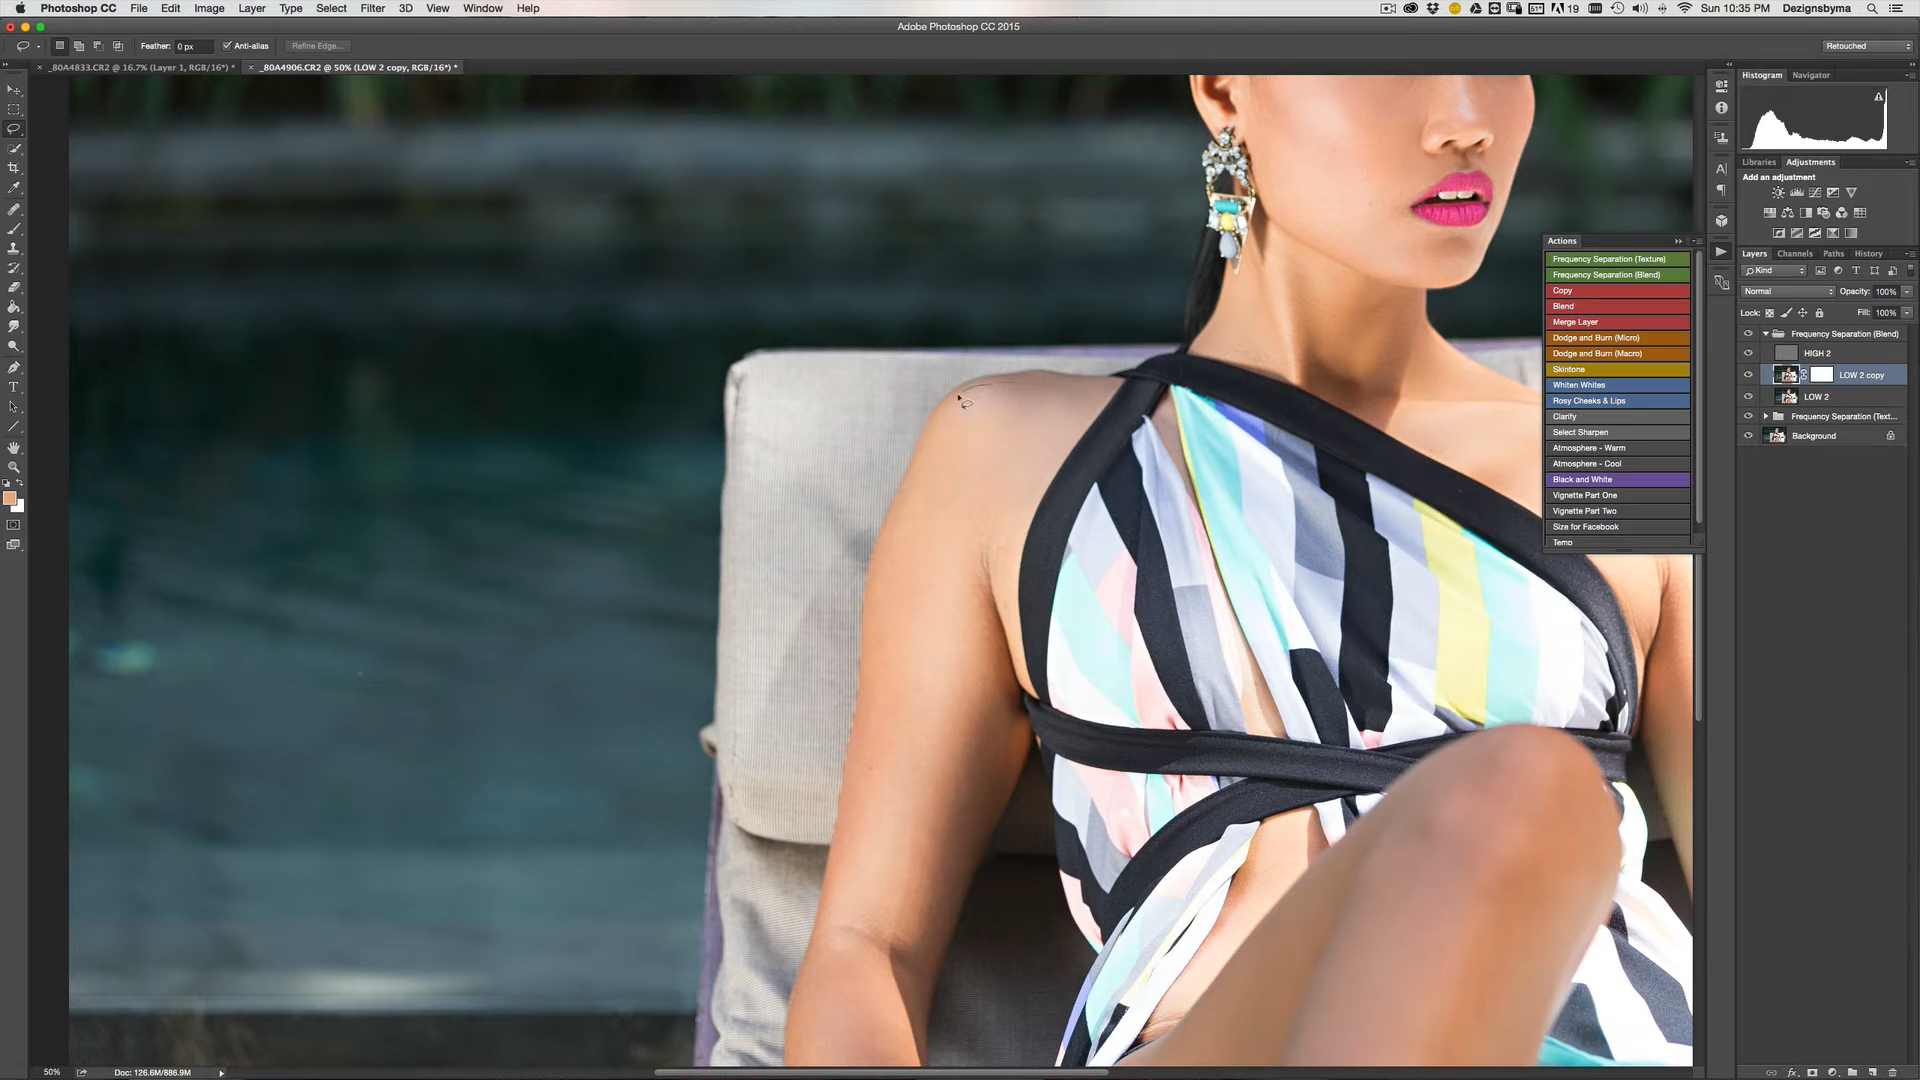 Photoshop CC File Edit Image Layer Type Select Filter 3D View Window Help 19 Sun 10:35 PM Dezignsbyma
Adobe Photoshop CC 2015
Feather: 0 px Anti-alias Refine Edge... Retouched
× _80A4833.CR2 @ 16.7% (Layer 1, RGB/16*) * × _80A4906.CR2 @ 50% (LOW 2 copy, RGB/16*) *
Histogram Navigator
Libraries Adjustments
Add an adjustment
Actions
Frequency Separation (Texture)
Frequency Separation (Blend)
Copy
Blend
Merge Layer
Dodge and Burn (Micro)
Dodge and Burn (Macro)
Skintone
Whiten Whites
Rosy Cheeks & Lips
Clarify
Select Sharpen
Atmosphere - Warm
Atmosphere - Cool
Black and White
Vignette Part One
Vignette Part Two
Size for Facebook
Temp
Layers Channels Paths History
Kind
Normal Opacity: 100%
Lock: Fill: 100%
Frequency Separation (Blend)
HIGH 2
LOW 2 copy
LOW 2
Frequency Separation (Text...
Background
50% Doc: 126.6M/886.9M